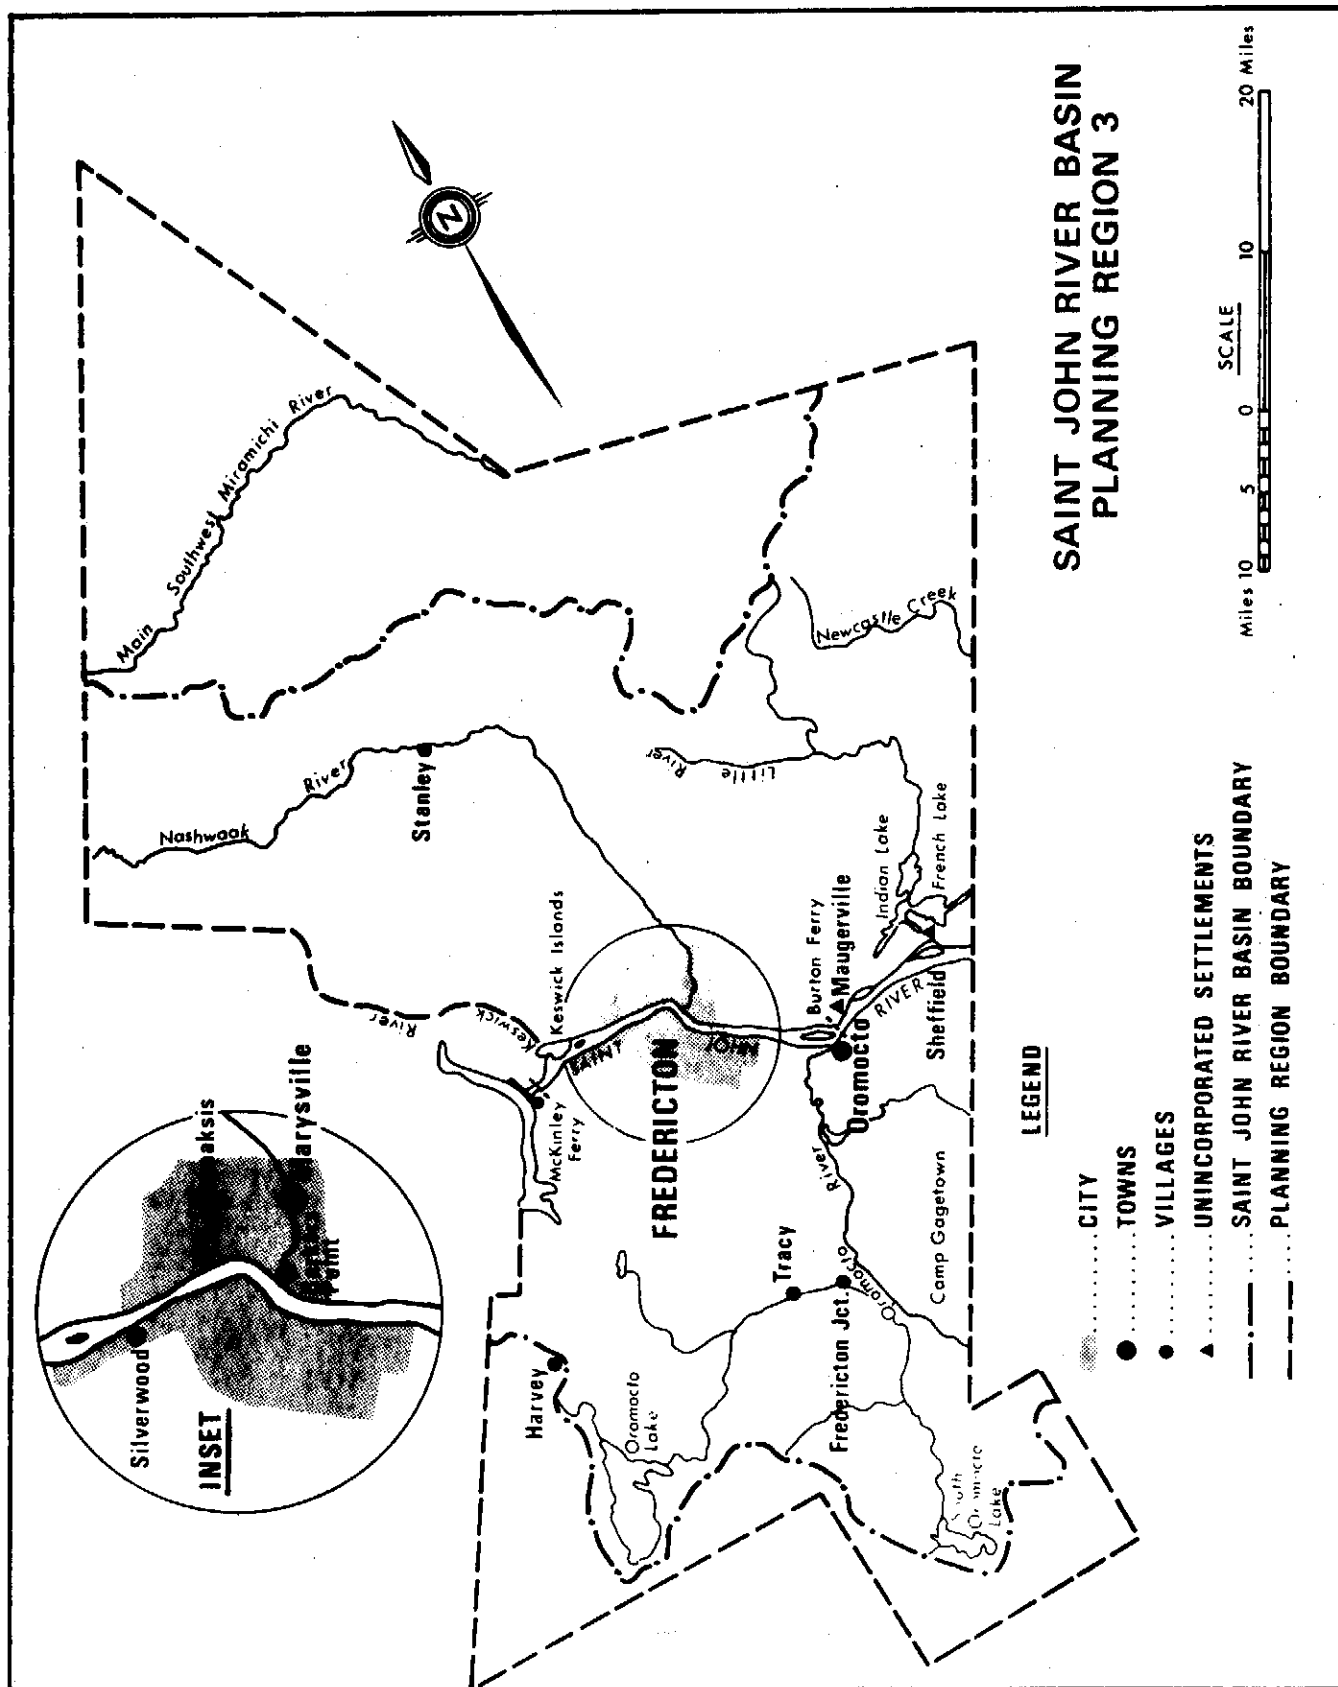 SAINT JOHN RIVER BASIN
PLANNING REGION 3
SCALE
Miles 10 5 0 10 20 Miles
N
Main Southwest Miramichi River
Nashwaak River
Stanley
Little River
Newcastle Creek
Indian Lake
French Lake
Keswick River
Keswick Islands
McKinley
Ferry
SAINT JOHN RIVER
FREDERICTON
Burton Ferry
Maugerville
Oromocto
Sheffield
Oromocto River
Camp Gagetown
Tracy
Fredericton Jct.
Harvey
Oromocto
Lake
South
Lake
INSET
Silverwood
Marysville
Point
LEGEND
CITY
TOWNS
VILLAGES
UNINCORPORATED SETTLEMENTS
SAINT JOHN RIVER BASIN BOUNDARY
PLANNING REGION BOUNDARY